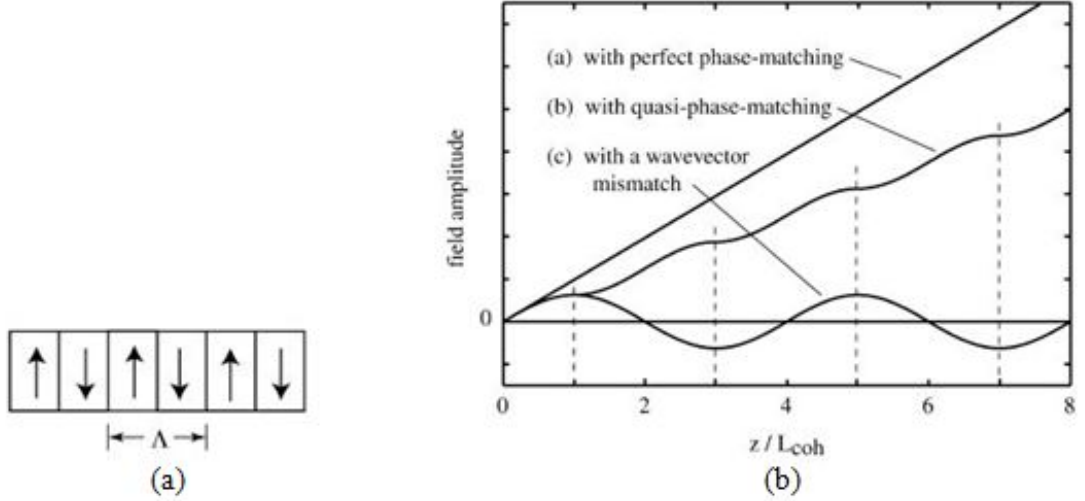 Λ
(a)
(a) with perfect phase-matching
(b) with quasi-phase-matching
(c) with a wavevector
mismatch
field amplitude
0
0 2 4 6 8
z / Lcoh
(b)